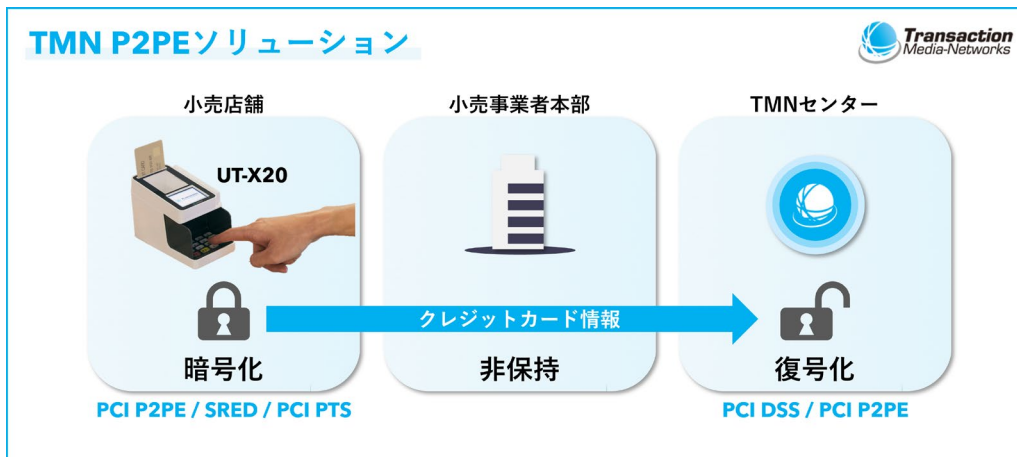 TMN P2PEソリューション
Transaction
Media-Networks
小売店舗
小売事業者本部
TMNセンター
UT-X20
クレジットカード情報
暗号化
非保持
復号化
PCI P2PE / SRED / PCI PTS
PCI DSS / PCI P2PE